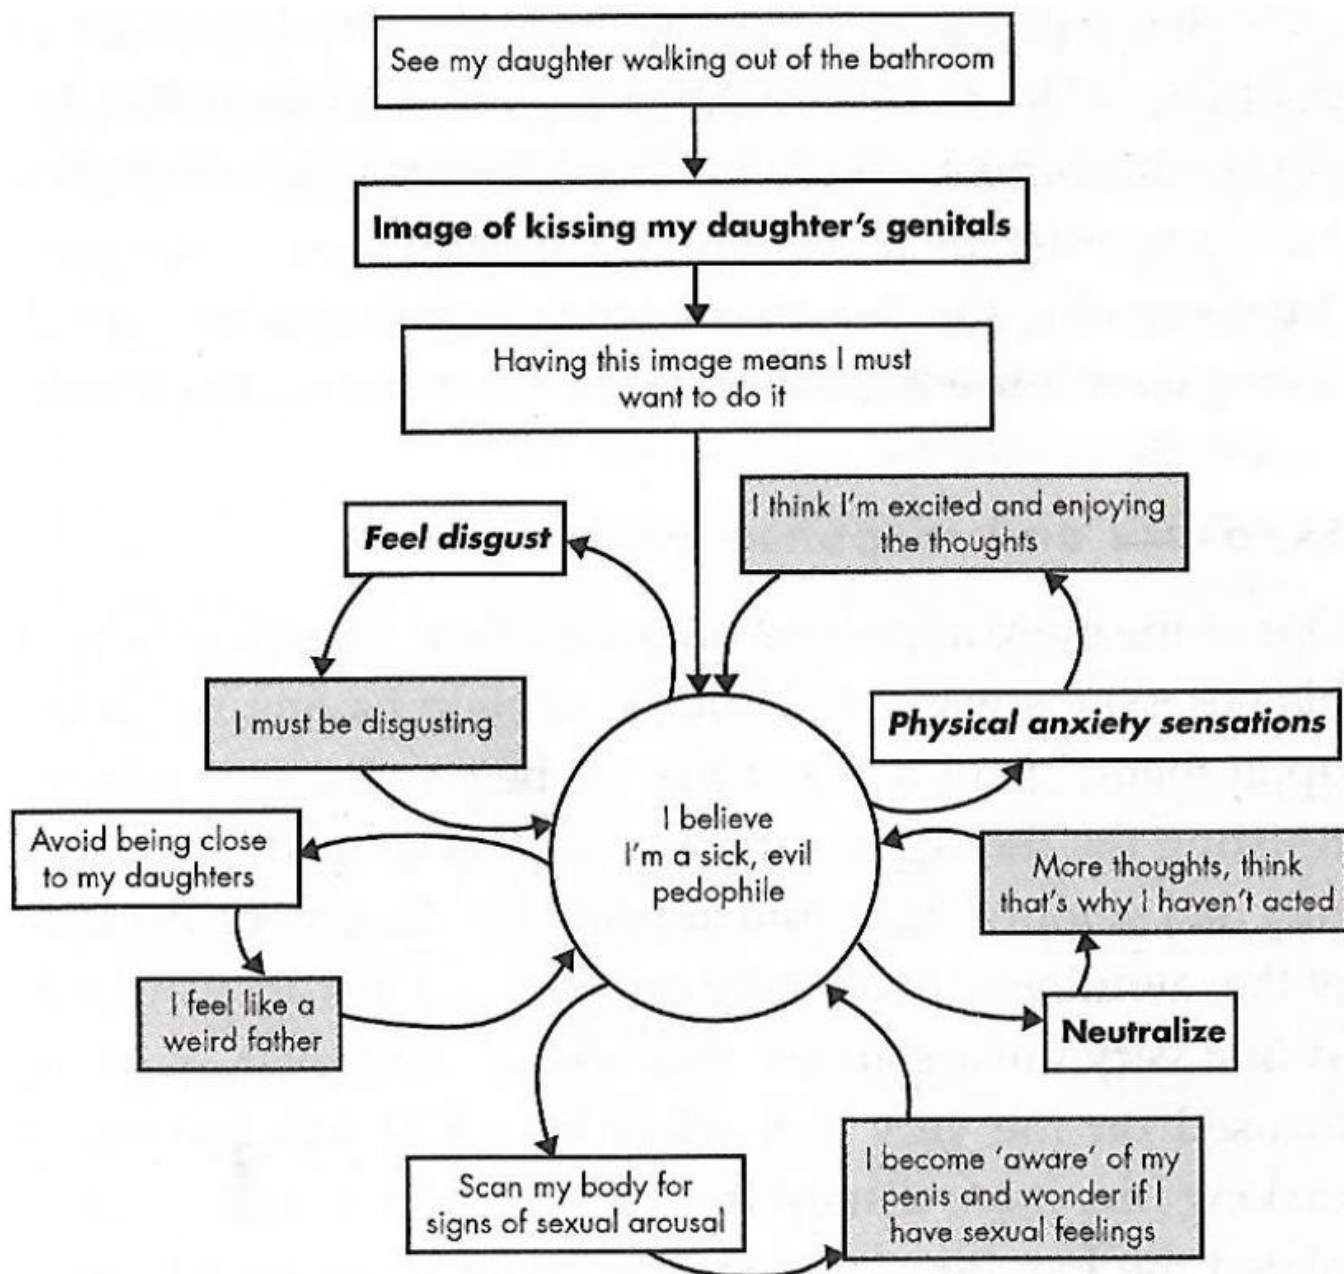 See my daughter walking out of the bathroom
Image of kissing my daughter's genitals
Having this image means I must
want to do it
I think I'm excited and enjoying
the thoughts
Feel disgust
I must be disgusting
Physical anxiety sensations
Avoid being close
to my daughters
I believe
I'm a sick, evil
pedophile
More thoughts, think
that's why I haven't acted
I feel like a
weird father
Neutralize
Scan my body for
signs of sexual arousal
I become 'aware' of my
penis and wonder if I
have sexual feelings